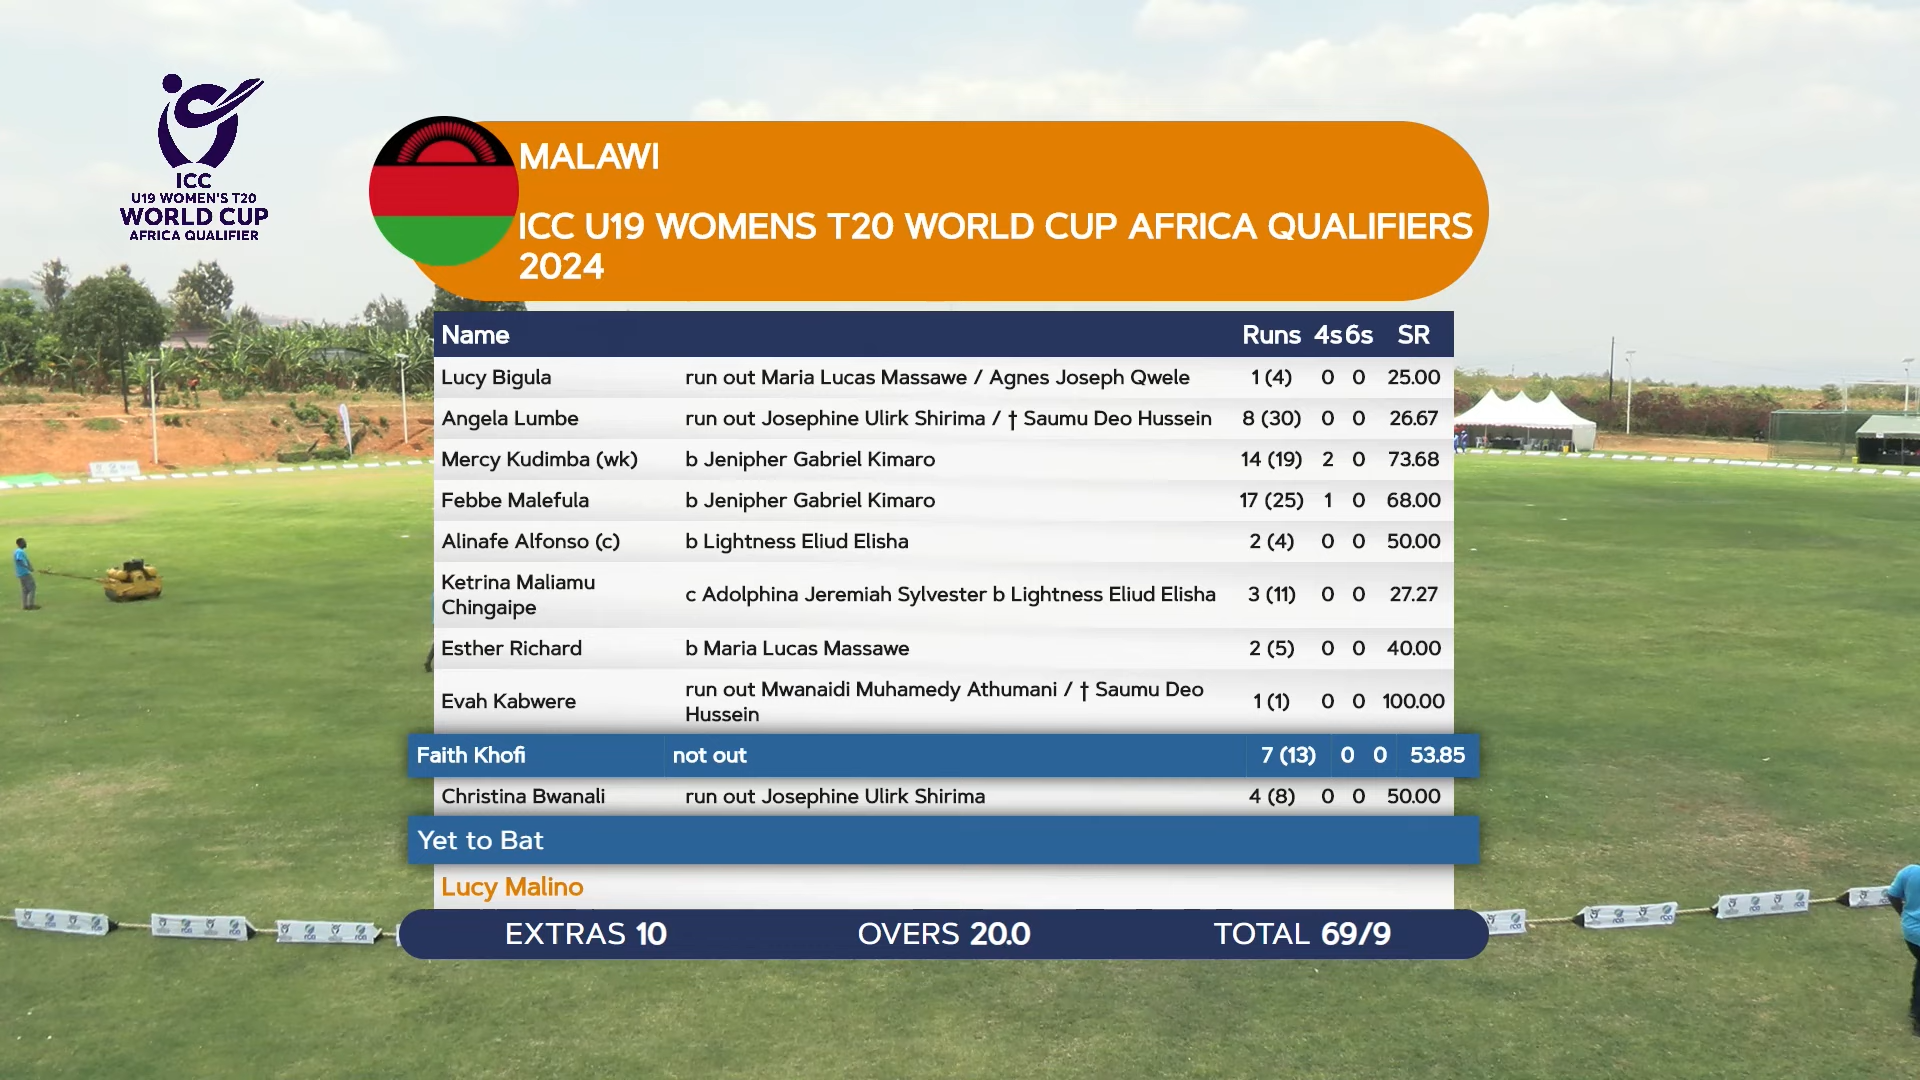 ICC
U19 WOMEN'S T20
WORLD CUP
AFRICA QUALIFIER
MALAWI
ICC U19 WOMENS T20 WORLD CUP AFRICA QUALIFIERS
2024
Name Runs 4s 6s SR
Lucy Bigula run out Maria Lucas Massawe / Agnes Joseph Qwele 1 (4) 0 0 25.00
Angela Lumbe run out Josephine Ulirk Shirima / † Saumu Deo Hussein 8 (30) 0 0 26.67
Mercy Kudimba (wk) b Jenipher Gabriel Kimaro 14 (19) 2 0 73.68
Febbe Malefula b Jenipher Gabriel Kimaro 17 (25) 1 0 68.00
Alinafe Alfonso (c) b Lightness Eliud Elisha 2 (4) 0 0 50.00
Ketrina Maliamu
Chingaipe
c Adolphina Jeremiah Sylvester b Lightness Eliud Elisha 3 (11) 0 0 27.27
Esther Richard b Maria Lucas Massawe 2 (5) 0 0 40.00
Evah Kabwere
run out Mwanaidi Muhamedy Athumani / † Saumu Deo
Hussein
1 (1) 0 0 100.00
Faith Khofi not out 7 (13) 0 0 53.85
Christina Bwanali run out Josephine Ulirk Shirima 4 (8) 0 0 50.00
Yet to Bat
Lucy Malino
EXTRAS 10 OVERS 20.0 TOTAL 69/9